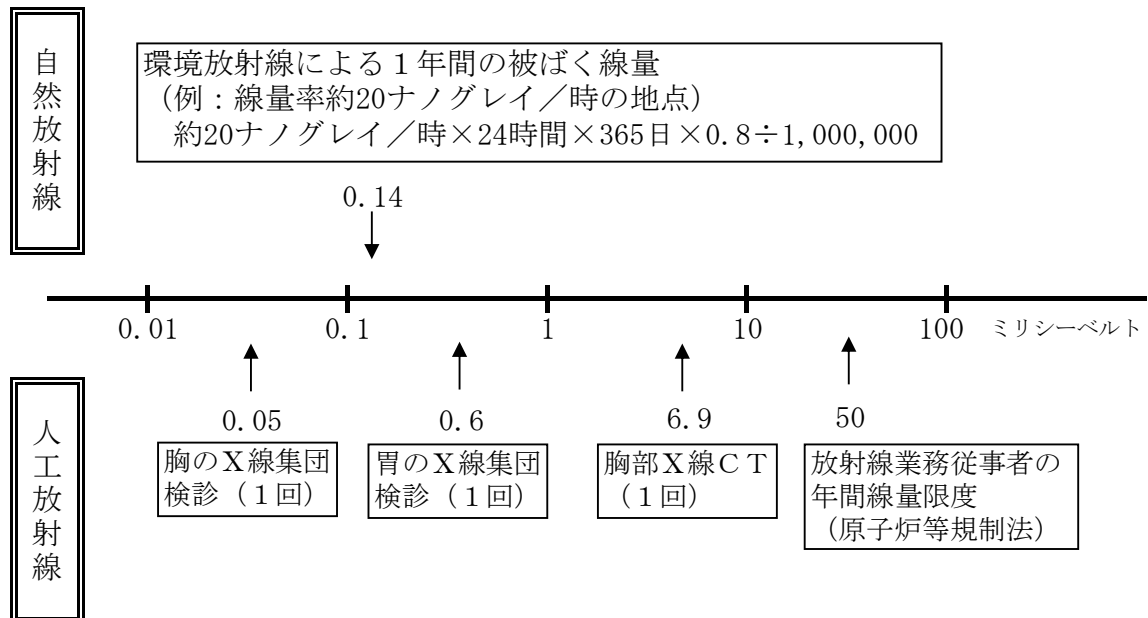 自然放射線
環境放射線による１年間の被ばく線量
（例：線量率約20ナノグレイ／時の地点）
約20ナノグレイ／時×24時間×365日×0.8÷1,000,000
0.14
0.01 0.1 1 10 100 ミリシーベルト
人工放射線
0.05
胸のＸ線集団
検診（１回）
0.6
胃のＸ線集団
検診（１回）
6.9
胸部Ｘ線ＣＴ
（１回）
50
放射線業務従事者の
年間線量限度
（原子炉等規制法）